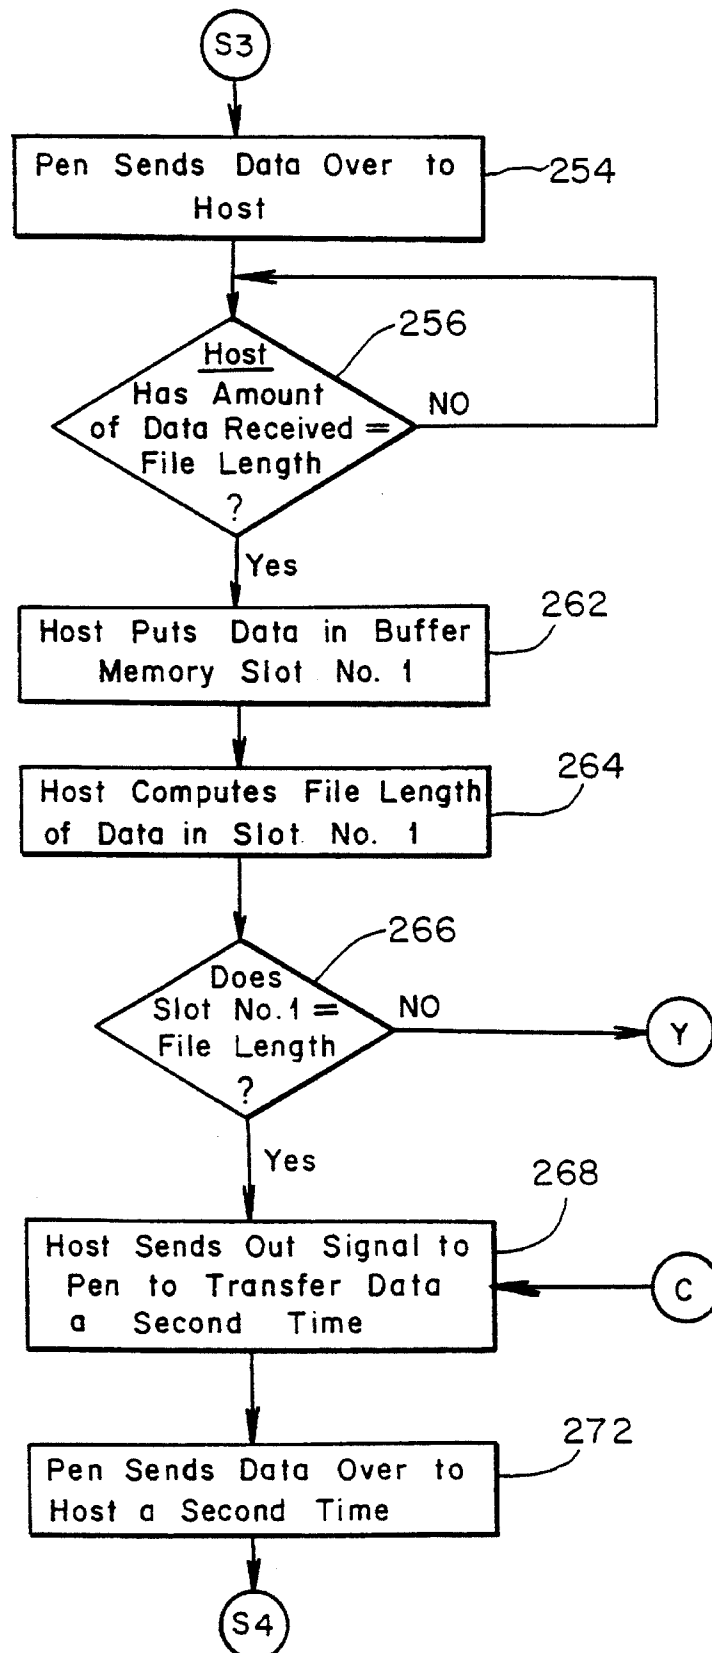 S3
Pen Sends Data Over to
Host
254
256
Host
Has Amount
of Data Received =
File Length
?
NO
Yes
262
Host Puts Data in Buffer
Memory Slot No. 1
264
Host Computes File Length
of Data in Slot No. 1
266
Does
Slot No. 1 =
File Length
?
NO
Y
Yes
268
Host Sends Out Signal to
Pen to Transfer Data
a Second Time
C
272
Pen Sends Data Over to
Host a Second Time
S4